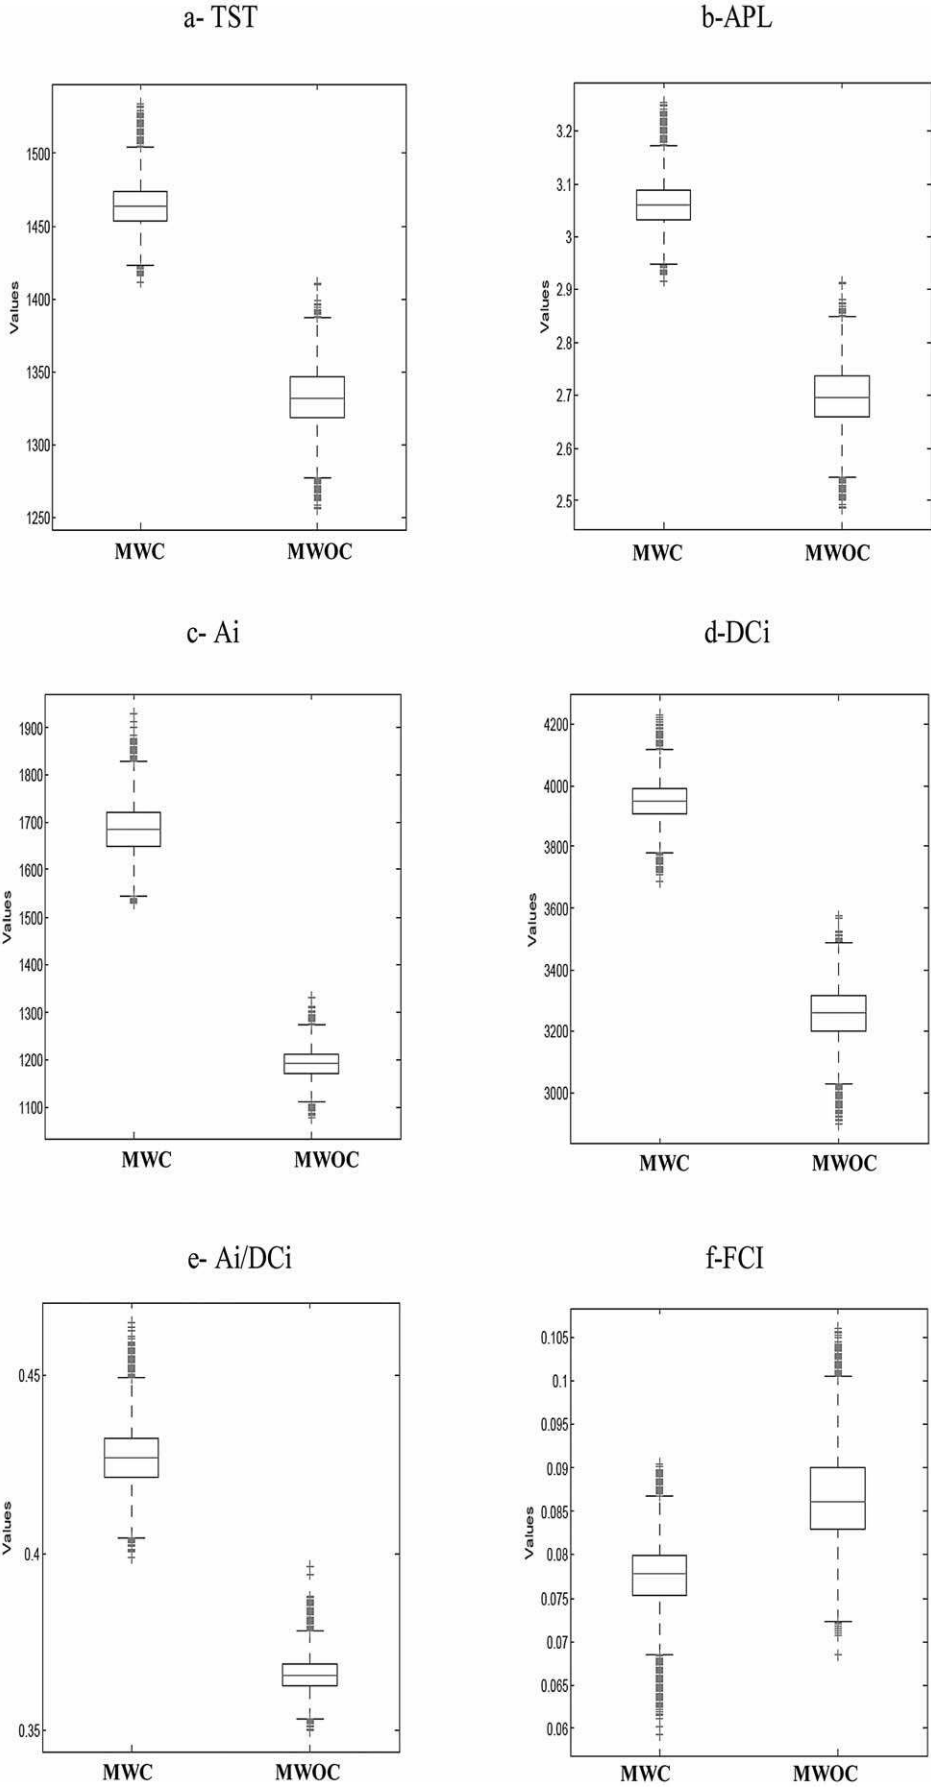 a- TST
1500
1450
1400
1350
1300
1250
Values
MWC MWOC
b-APL
3.2
3.1
3
2.9
2.8
2.7
2.6
2.5
Values
MWC MWOC
c- Ai
1900
1800
1700
1600
1500
1400
1300
1200
1100
Values
MWC MWOC
d-DCi
4200
4000
3800
3600
3400
3200
3000
Values
MWC MWOC
e- Ai/DCi
0.45
0.4
0.35
Values
MWC MWOC
f-FCI
0.105
0.1
0.095
0.09
0.085
0.08
0.075
0.07
0.065
0.06
Values
MWC MWOC